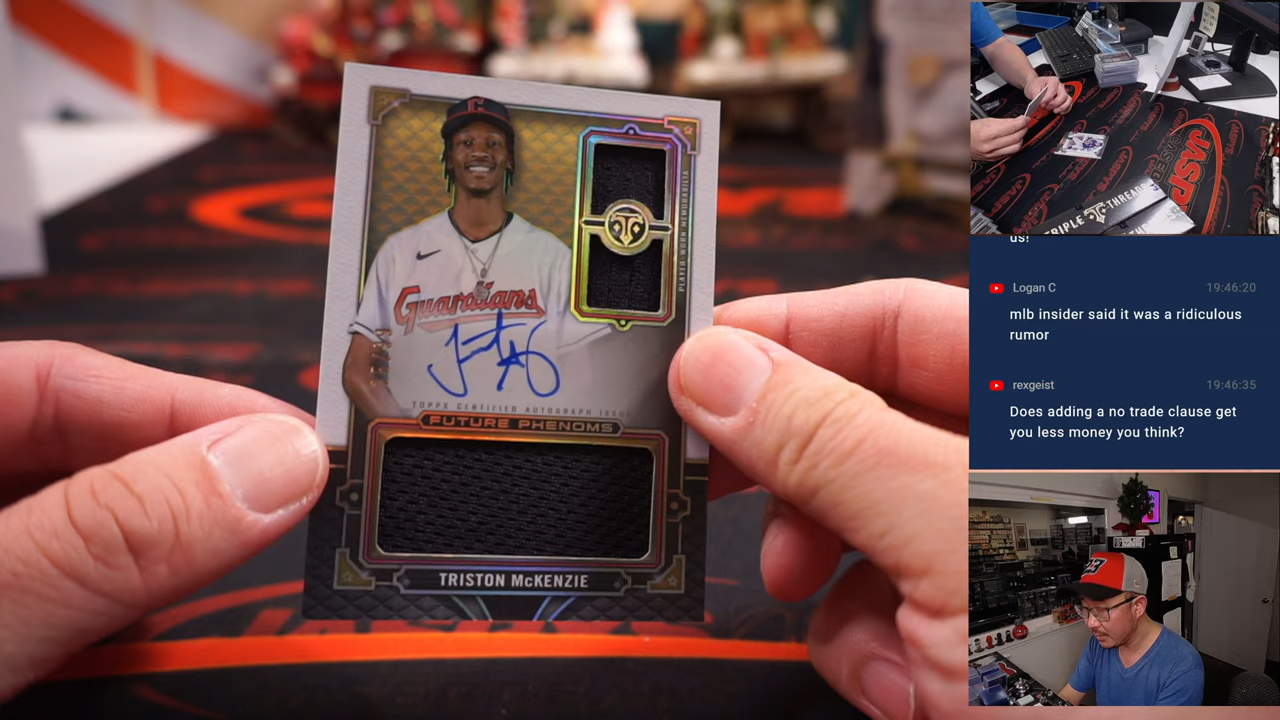 C
Guardians
PLAYER-WORN MEMORABILIA
TOPPS CERTIFIED AUTOGRAPH ISSUE
FUTURE PHENOMS
TRISTON McKENZIE
JASPY
TRIPLE THREADS
us!
Logan C 19:46:20
mlb insider said it was a ridiculous
rumor
rexgeist 19:46:35
Does adding a no trade clause get
you less money you think?
23